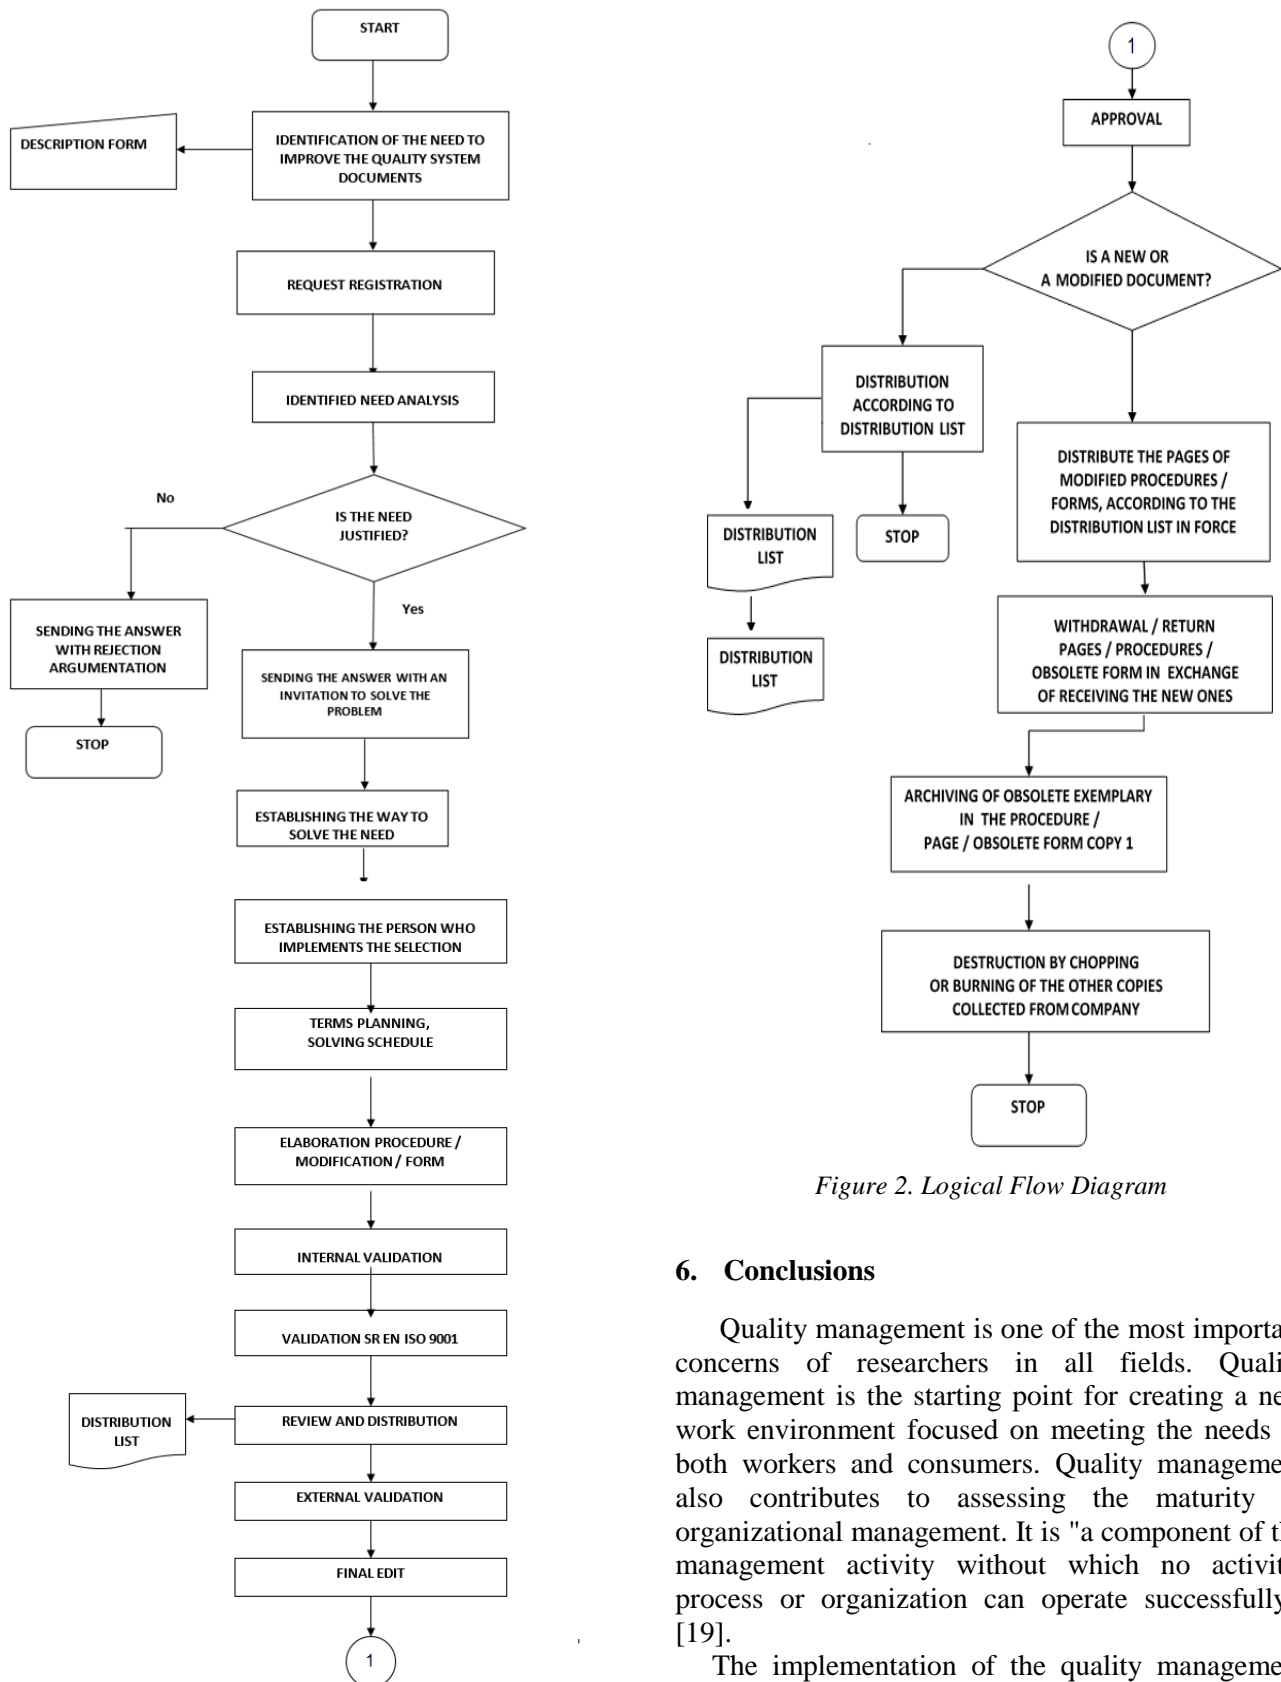 START
DESCRIPTION FORM
IDENTIFICATION OF THE NEED TO
IMPROVE THE QUALITY SYSTEM
DOCUMENTS
REQUEST REGISTRATION
IDENTIFIED NEED ANALYSIS
No
IS THE NEED
JUSTIFIED?
Yes
SENDING THE ANSWER
WITH REJECTION
ARGUMENTATION
STOP
SENDING THE ANSWER WITH AN
INVITATION TO SOLVE THE
PROBLEM
ESTABLISHING THE WAY TO
SOLVE THE NEED
ESTABLISHING THE PERSON WHO
IMPLEMENTS THE SELECTION
TERMS PLANNING,
SOLVING SCHEDULE
ELABORATION PROCEDURE /
MODIFICATION / FORM
INTERNAL VALIDATION
VALIDATION SR EN ISO 9001
DISTRIBUTION
LIST
REVIEW AND DISTRIBUTION
EXTERNAL VALIDATION
FINAL EDIT
1
1
APPROVAL
IS A NEW OR
A MODIFIED DOCUMENT?
DISTRIBUTION
ACCORDING TO
DISTRIBUTION LIST
DISTRIBUTION
LIST
STOP
DISTRIBUTION
LIST
DISTRIBUTE THE PAGES OF
MODIFIED PROCEDURES /
FORMS, ACCORDING TO THE
DISTRIBUTION LIST IN FORCE
WITHDRAWAL / RETURN
PAGES / PROCEDURES /
OBSOLETE FORM IN EXCHANGE
OF RECEIVING THE NEW ONES
ARCHIVING OF OBSOLETE EXEMPLARY
IN THE PROCEDURE /
PAGE / OBSOLETE FORM COPY 1
DESTRUCTION BY CHOPPING
OR BURNING OF THE OTHER COPIES
COLLECTED FROM COMPANY
STOP
Figure 2. Logical Flow Diagram
6. Conclusions
Quality management is one of the most importa
concerns of researchers in all fields. Quali
management is the starting point for creating a ne
work environment focused on meeting the needs
both workers and consumers. Quality manageme
also contributes to assessing the maturity
organizational management. It is "a component of th
management activity without which no activit
process or organization can operate successfully
[19].
The implementation of the quality manageme